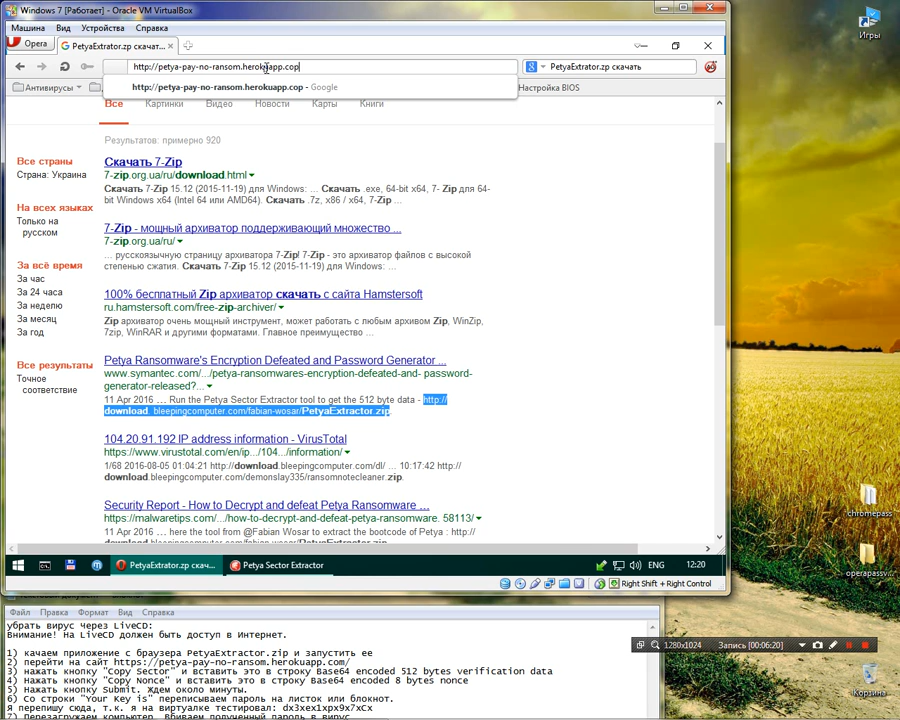 Windows 7 [Работает] - Oracle VM VirtualBox
Машина Вид Устройства Справка
Opera PetyaExtrator.zp скачат...
http://petya-pay-no-ransom.herokuapp.cop PetyaExtrator.zp скачать
Антивирусы Настройка BIOS
http://petya-pay-no-ransom.herokuapp.cop - Google
Все Картинки Видео Новости Карты Книги
Результатов: примерно 920
Все страны
Страна: Украина
На всех языках
Только на
русском
За всё время
За час
За 24 часа
За неделю
За месяц
За год
Все результаты
Точное
соответствие
Скачать 7-Zip
7-zip.org.ua/ru/download.html
Скачать 7-Zip 15.12 (2015-11-19) для Windows: ... Скачать .exe, 64-bit x64, 7- Zip для 64-
bit Windows x64 (Intel 64 или AMD64). Скачать .7z, x86 / x64, 7-Zip ...
7-Zip - мощный архиватор поддерживающий множество ...
7-zip.org.ua/ru/
... русскоязычную страницу архиватора 7-Zip! 7-Zip - это архиватор файлов с высокой
степенью сжатия. Скачать 7-Zip 15.12 (2015-11-19) для Windows: ...
100% бесплатный Zip архиватор скачать с сайта Hamstersoft
ru.hamstersoft.com/free-zip-archiver/
Zip архиватор очень мощный инструмент, может работать с любым архивом Zip, WinZip,
7zip, WinRAR и другими форматами. Главное преимущество ...
Petya Ransomware's Encryption Defeated and Password Generator ...
www.symantec.com/.../petya-ransomwares-encryption-defeated-and- password-
generator-released?...
11 Apr 2016 ... Run the Petya Sector Extractor tool to get the 512 byte data - http://
download. bleepingcomputer.com/fabian-wosar/PetyaExtractor.zip.
104.20.91.192 IP address information - VirusTotal
https://www.virustotal.com/en/ip.../104.../information/
1/68 2016-08-05 01:04:21 http://download.bleepingcomputer.com/dl/ ... 10:17:42 http://
download.bleepingcomputer.com/demonslay335/ransomnotecleaner.zip.
Security Report - How to Decrypt and defeat Petya Ransomware ...
https://malwaretips.com/.../how-to-decrypt-and-defeat-petya-ransomware. 58113/
11 Apr 2016 ... here the tool from @Fabian Wosar to extract the bootcode of Petya : http://
download.bleepingcomputer.com/fabian-wosar/PetyaExtractor.zip
PetyaExtrator.zp скач... Petya Sector Extractor ENG 12:20
Right Shift + Right Control
Файл Правка Формат Вид Справка
убрать вирус через LiveCD:
Внимание! На LiveCD должен быть доступ в Интернет.
1) качаем приложение с браузера PetyaExtractor.zip и запустить ее
2) перейти на сайт https://petya-pay-no-ransom.herokuapp.com/
3) нажать кнопку "Copy Sector" и вставить это в строку Base64 encoded 512 bytes verification data
4) нажать кнопку "Copy Nonce" и вставить это в строку Base64 encoded 8 bytes nonce
5) Нажать кнопку Submit. Ждем около минуты.
6) Со строки "Your Key is" переписываем пароль на листок или блокнот.
Я перепишу сюда, т.к. я на виртуалке тестировал: dx3xex1xpx9x7xCx
7) Перезагружаем компьютер. Вбиваем полученный пароль в вирус
1280x1024 Запись [00:06:20]
Игры
chromepass
operapassv...
Корзина